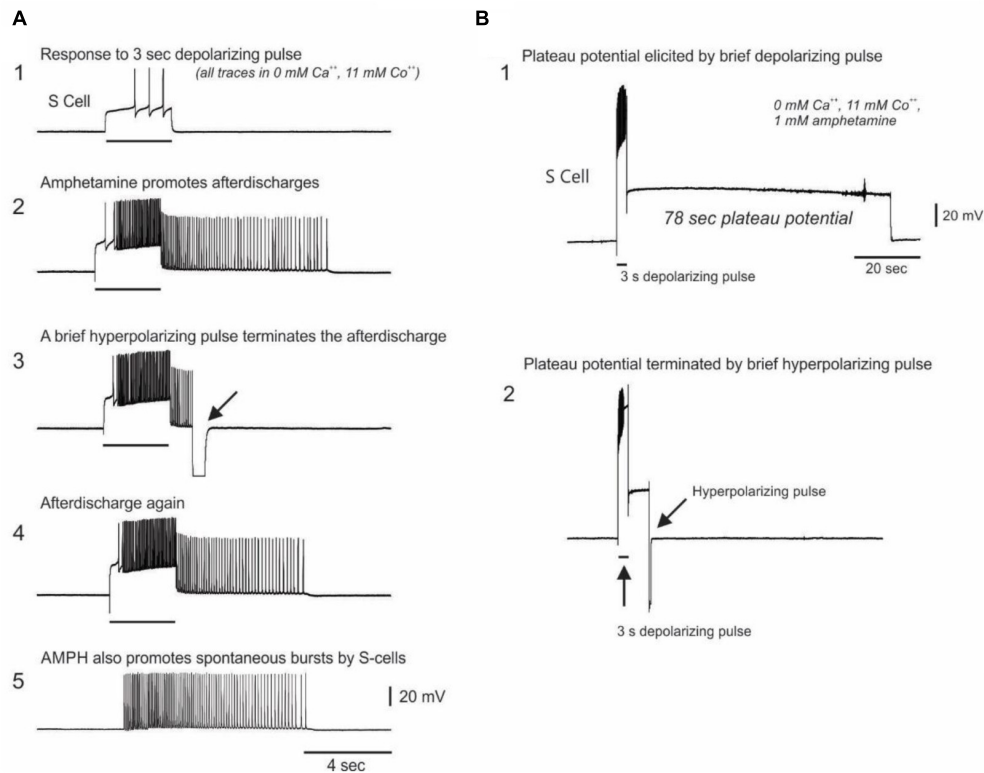 A
1
Response to 3 sec depolarizing pulse
(all traces in 0 mM Ca⁺⁺, 11 mM Co⁺⁺)
S Cell
2
Amphetamine promotes afterdischarges
3
A brief hyperpolarizing pulse terminates the afterdischarge
4
Afterdischarge again
5
AMPH also promotes spontaneous bursts by S-cells
20 mV
4 sec
B
1
Plateau potential elicited by brief depolarizing pulse
0 mM Ca⁺⁺, 11 mM Co⁺⁺,
1 mM amphetamine
S Cell
78 sec plateau potential
20 mV
20 sec
3 s depolarizing pulse
2
Plateau potential terminated by brief hyperpolarizing pulse
Hyperpolarizing pulse
3 s depolarizing pulse